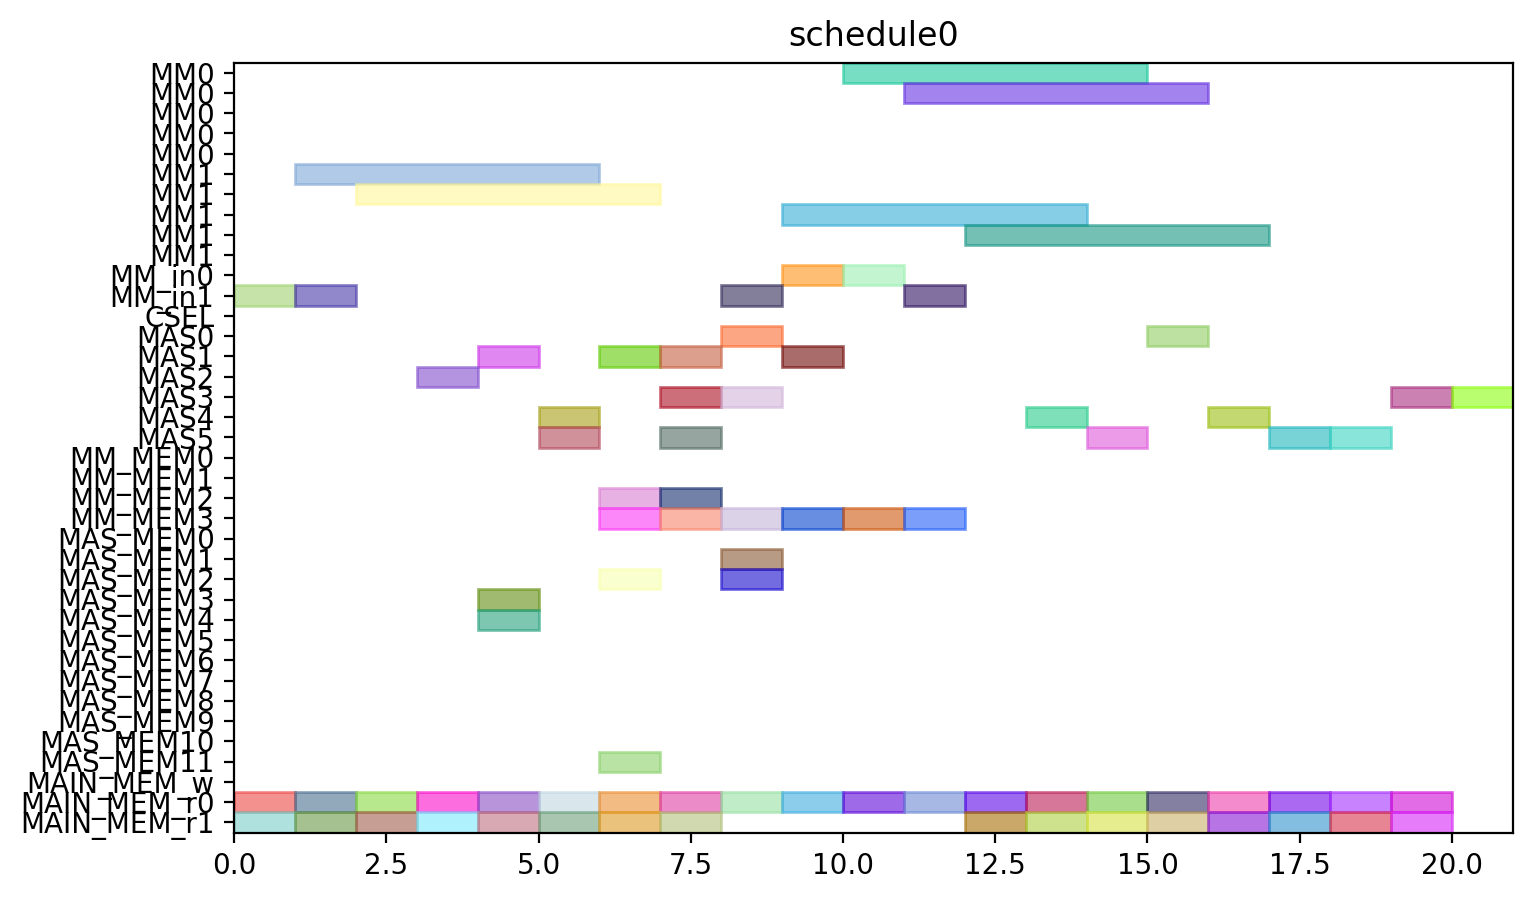 schedule0
MM0
MM0
MM0
MM0
MM0
MM1
MM1
MM1
MM1
MM1
MM_in0
MM_in1
CSEL
MAS0
MAS1
MAS2
MAS3
MAS4
MAS5
MM_MEM0
MM_MEM1
MM_MEM2
MM_MEM3
MAS_MEM0
MAS_MEM1
MAS_MEM2
MAS_MEM3
MAS_MEM4
MAS_MEM5
MAS_MEM6
MAS_MEM7
MAS_MEM8
MAS_MEM9
MAS_MEM10
MAS_MEM11
MAIN_MEM_w
MAIN_MEM_r0
MAIN_MEM_r1
0.0 2.5 5.0 7.5 10.0 12.5 15.0 17.5 20.0